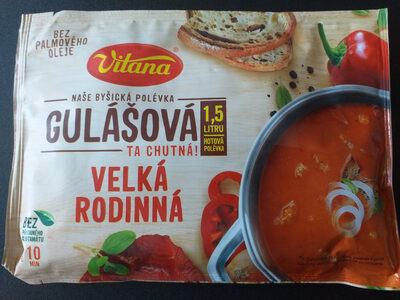 BEZ
PALMOVÉHO
OLEJE
Vitana
NAŠE BYŠICKÁ POLÉVKA
GULÁŠOVÁ
1,5
LITRU
HOTOVÁ
POLÉVKA
TA CHUTNÁ!
VELKÁ
RODINNÁ
BEZ
10
MIN